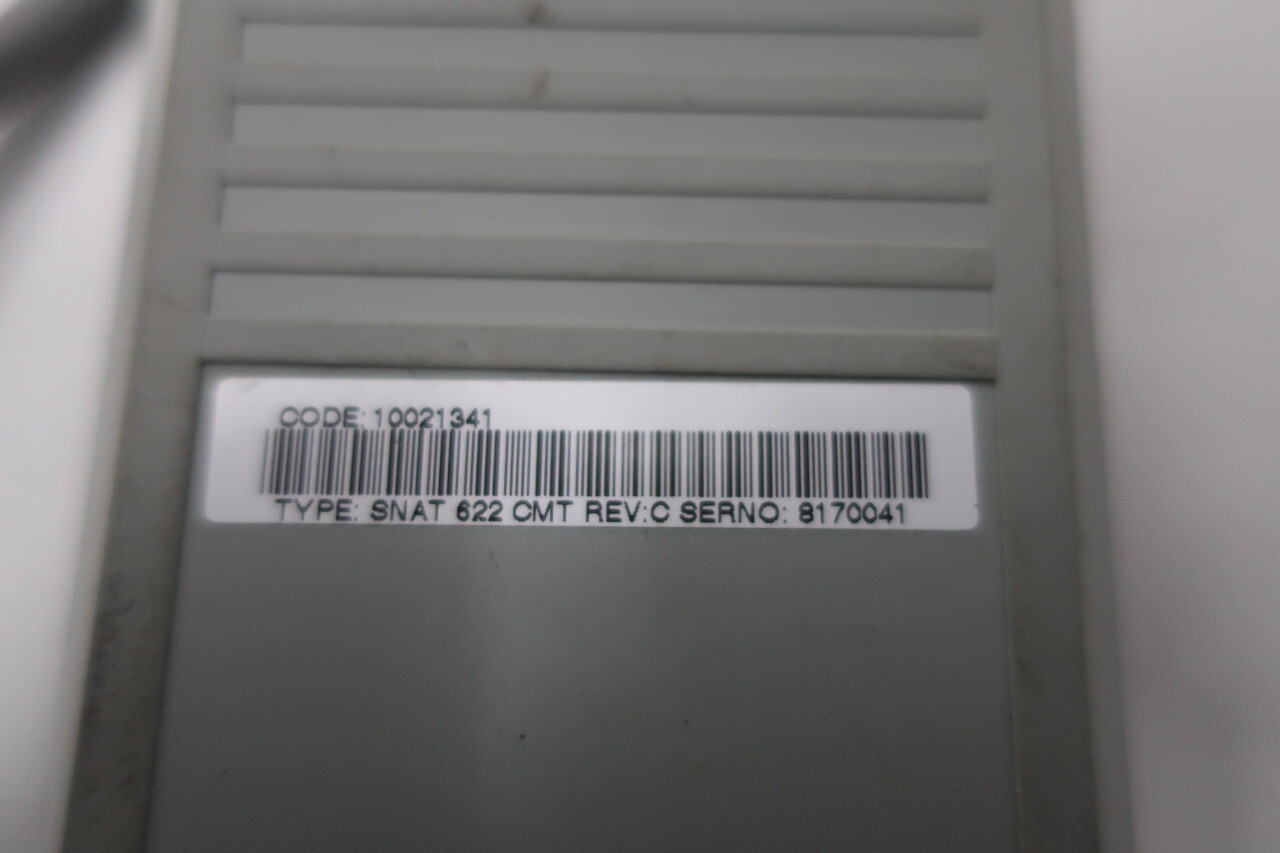 CODE: 10021341
TYPE: SNAT 622 CMT REV:C SERNO: 8170041